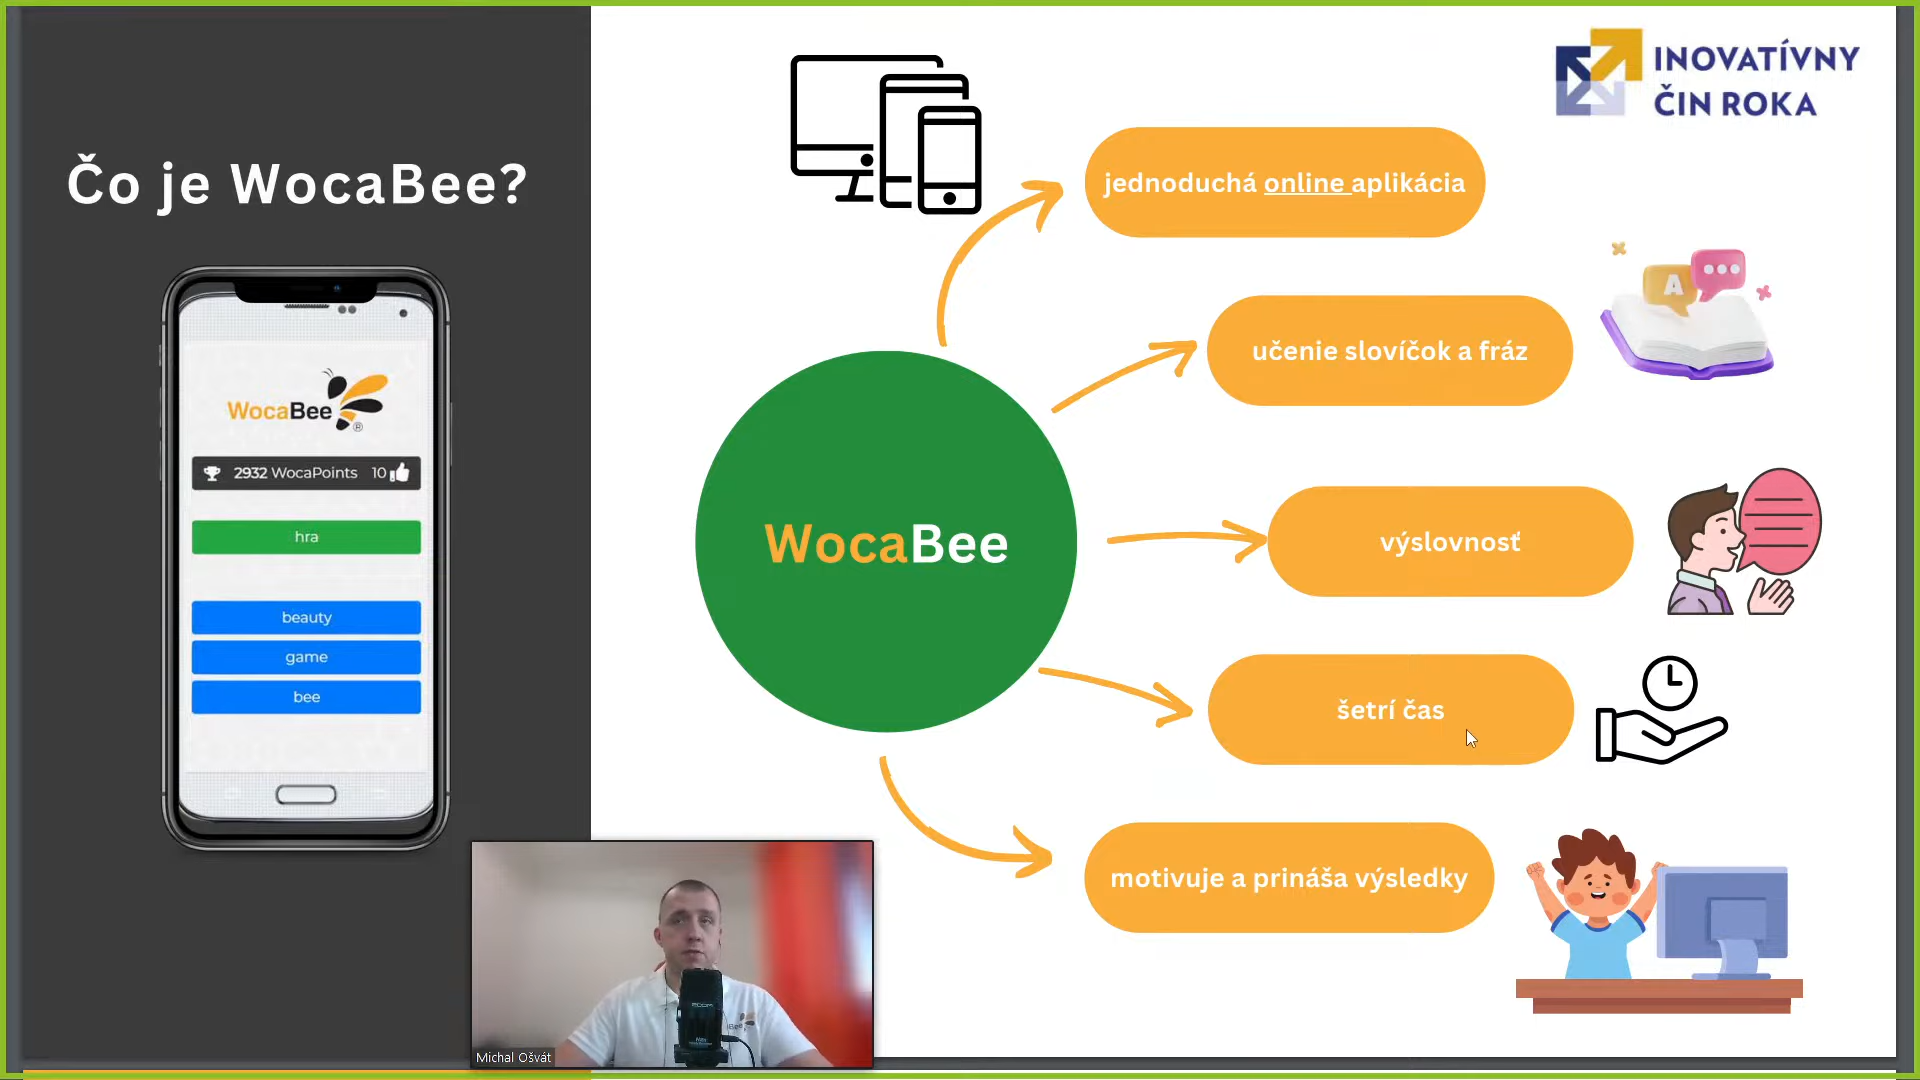 Čo je WocaBee?
WocaBee
®
2932 WocaPoints 10
hra
beauty
game
bee
INOVATÍVNY
ČIN ROKA
jednoduchá online aplikácia
A
učenie slovíčok a fráz
WocaBee
výslovnosť
šetrí čas
motivuje a prináša výsledky
zoom
Michal Ošvát